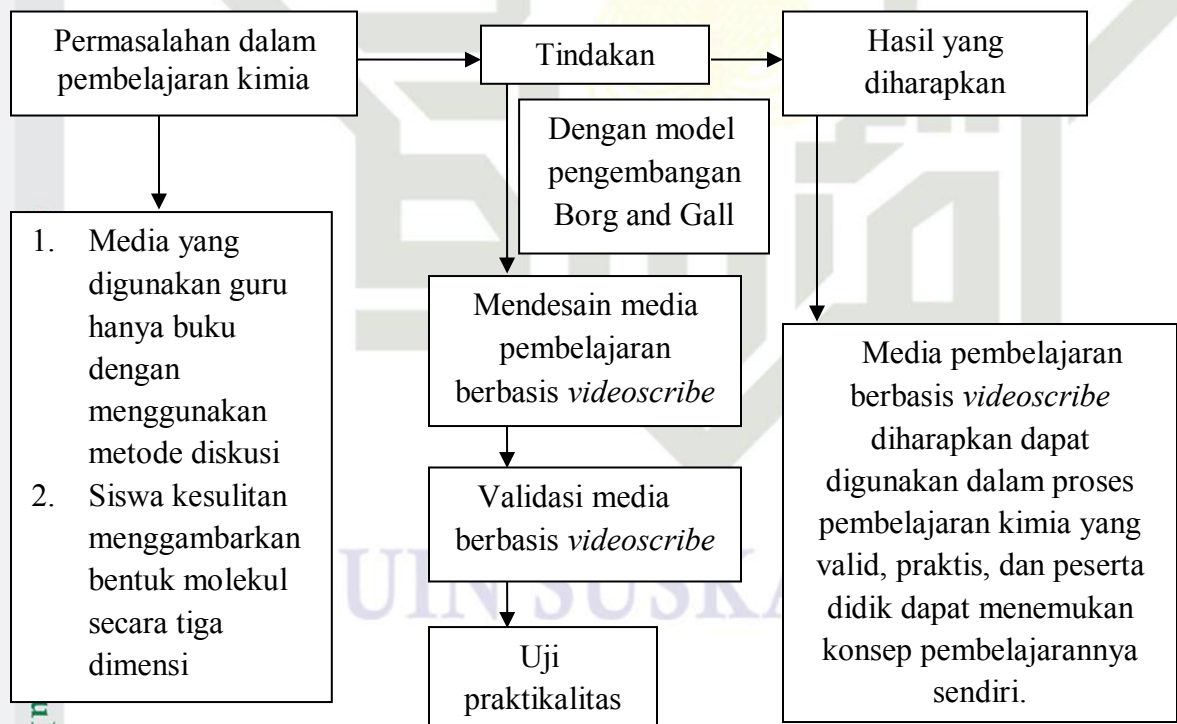 Permasalahan dalam
pembelajaran kimia
Tindakan
Hasil yang
diharapkan
Dengan model
pengembangan
Borg and Gall
1. Media yang
digunakan guru
hanya buku
dengan
menggunakan
metode diskusi
2. Siswa kesulitan
menggambarkan
bentuk molekul
secara tiga
dimensi
Mendesain media
pembelajaran
berbasis videoscribe
Validasi media
berbasis videoscribe
Uji
praktikalitas
Media pembelajaran
berbasis videoscribe
diharapkan dapat
digunakan dalam proses
pembelajaran kimia yang
valid, praktis, dan peserta
didik dapat menemukan
konsep pembelajarannya
sendiri.
UIN SUSKA